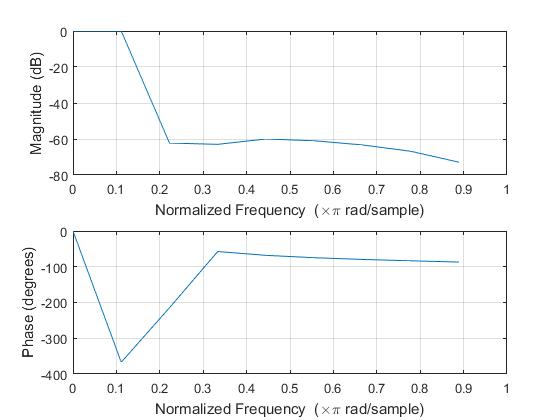 0
-20
-40
-60
-80
Magnitude (dB)
0 0.1 0.2 0.3 0.4 0.5 0.6 0.7 0.8 0.9 1
Normalized Frequency (×π rad/sample)
0
-100
-200
-300
-400
Phase (degrees)
0 0.1 0.2 0.3 0.4 0.5 0.6 0.7 0.8 0.9 1
Normalized Frequency (×π rad/sample)